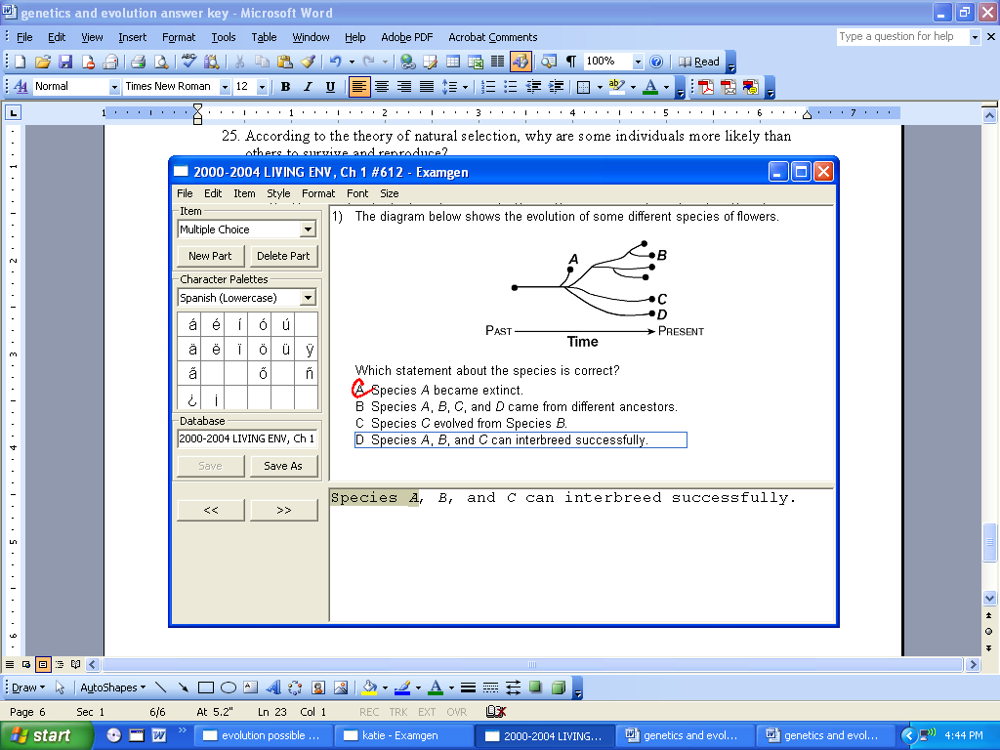 genetics and evolution answer key - Microsoft Word
File Edit View Insert Format Tools Table Window Help Adobe PDF Acrobat Comments
Type a question for help
100% Read
Normal Times New Roman 12 B I U
1 1 2 3 4 5 6 7
25. According to the theory of natural selection, why are some individuals more likely than
others to survive and reproduce?
2000-2004 LIVING ENV, Ch 1 #612 - Examgen
File Edit Item Style Format Font Size
Item
Multiple Choice
New Part Delete Part
Character Palettes
Spanish (Lowercase)
á é í ó ú
ä ë ï ö ü ÿ
ã õ ñ
¿ ¡
Database
2000-2004 LIVING ENV, Ch 1
Save Save As
<< >>
1) The diagram below shows the evolution of some different species of flowers.
A
B
C
D
PAST PRESENT
Time
Which statement about the species is correct?
A Species A became extinct.
B Species A, B, C, and D came from different ancestors.
C Species C evolved from Species B.
D Species A, B, and C can interbreed successfully.
Species A, B, and C can interbreed successfully.
Draw AutoShapes
Page 6 Sec 1 6/6 At 5.2" Ln 23 Col 1 REC TRK EXT OVR
start evolution possible ... katie - Examgen 2000-2004 LIVING... genetics and evol... genetics and evol... 4:44 PM